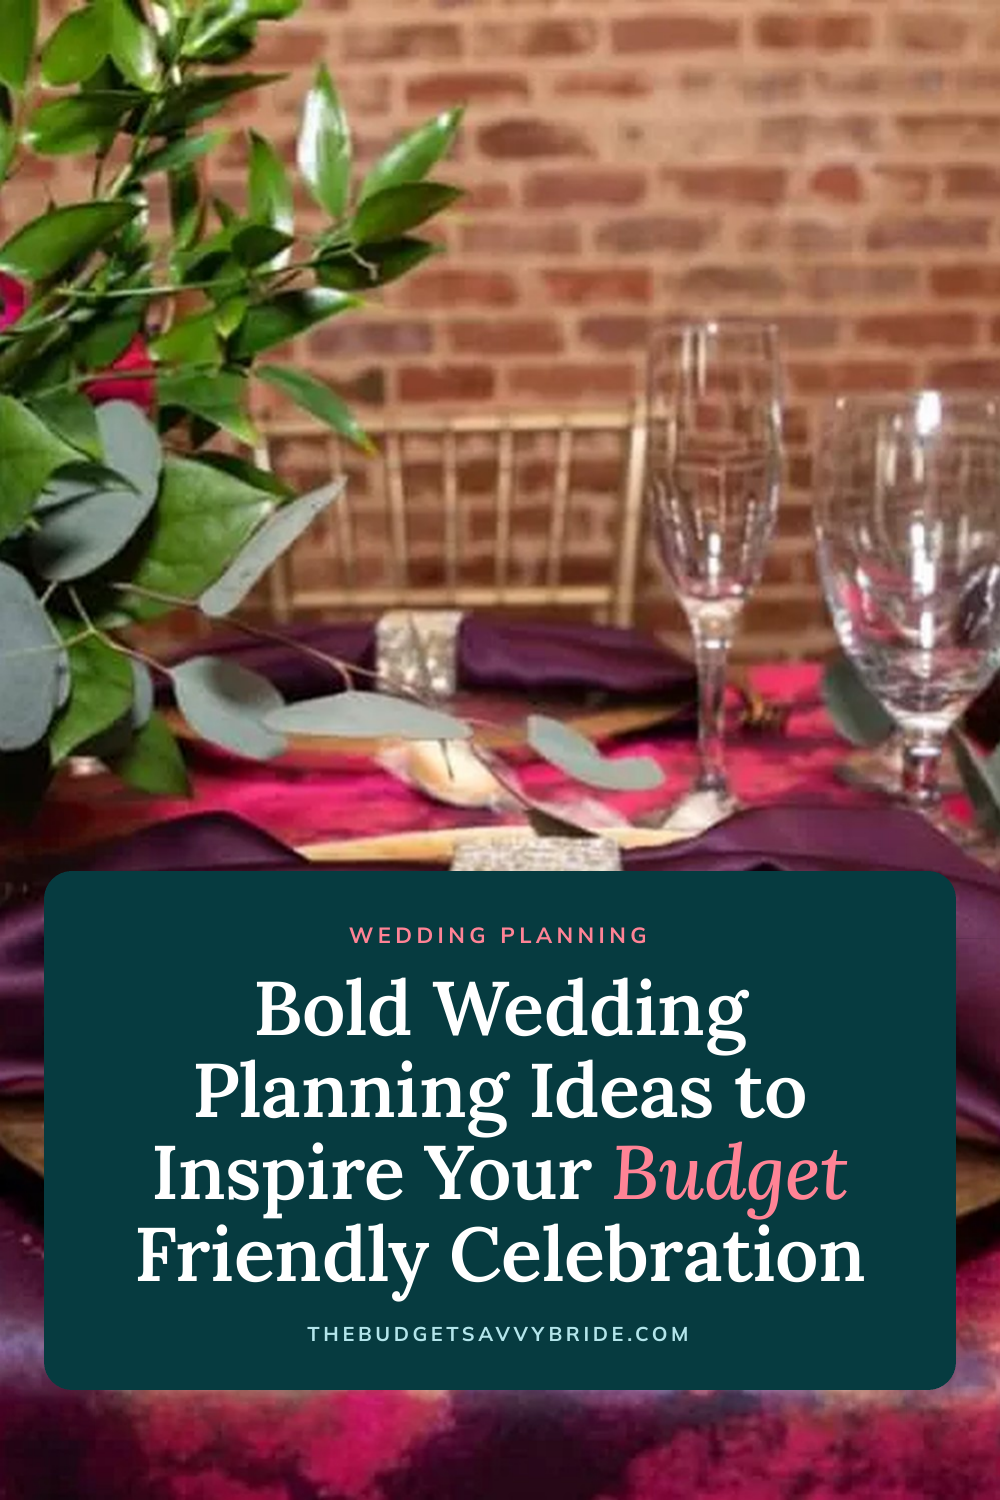 WEDDING PLANNING
Bold Wedding
Planning Ideas to
Inspire Your Budget
Friendly Celebration
THEBUDGETSAVVYBRIDE.COM